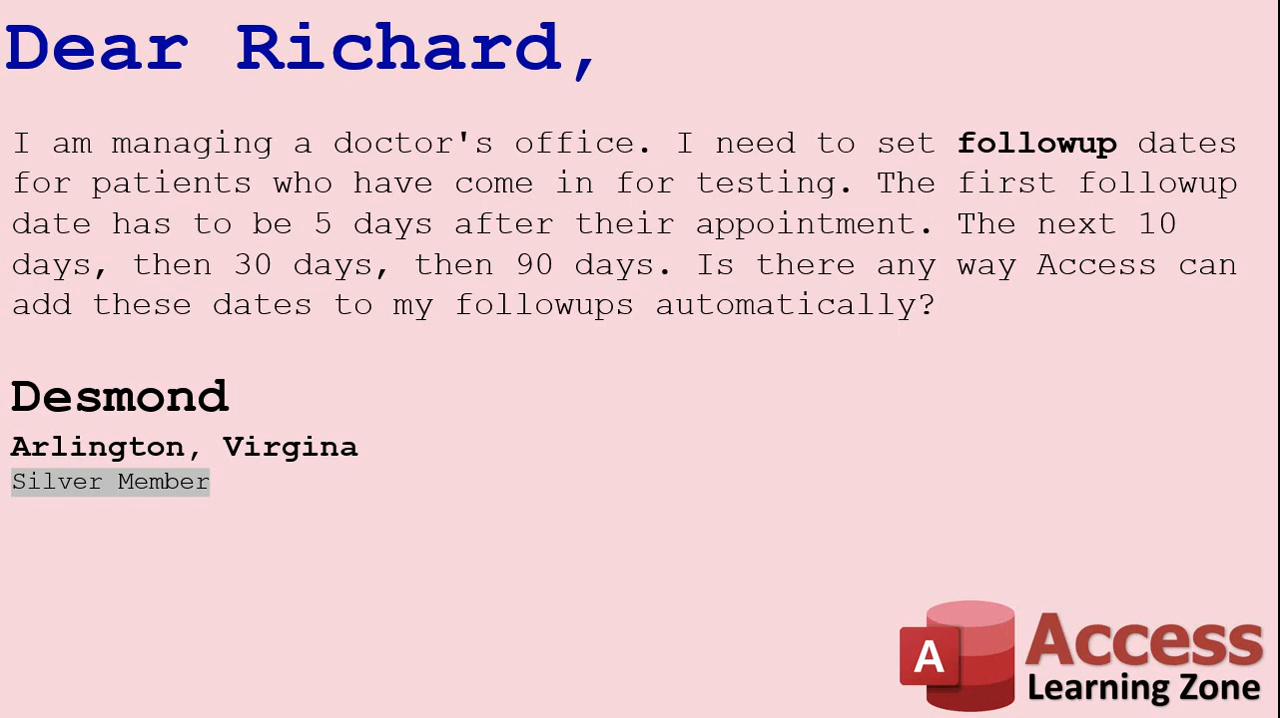 Dear Richard,
I am managing a doctor's office. I need to set followup dates
for patients who have come in for testing. The first followup
date has to be 5 days after their appointment. The next 10
days, then 30 days, then 90 days. Is there any way Access can
add these dates to my followups automatically?
Desmond
Arlington, Virgina
Silver Member
A
Access
Learning Zone